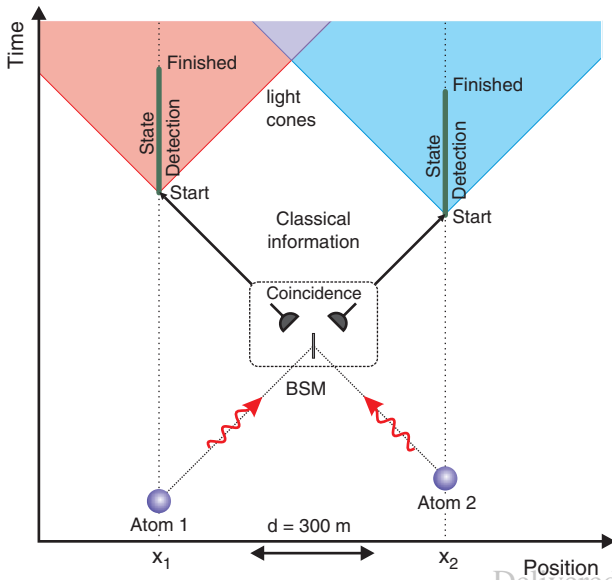 Time
Finished
Finished
State
Detection
light
cones
State
Detection
Start
Start
Classical
information
Coincidence
BSM
Atom 1
Atom 2
d = 300 m
x1
x2
Position